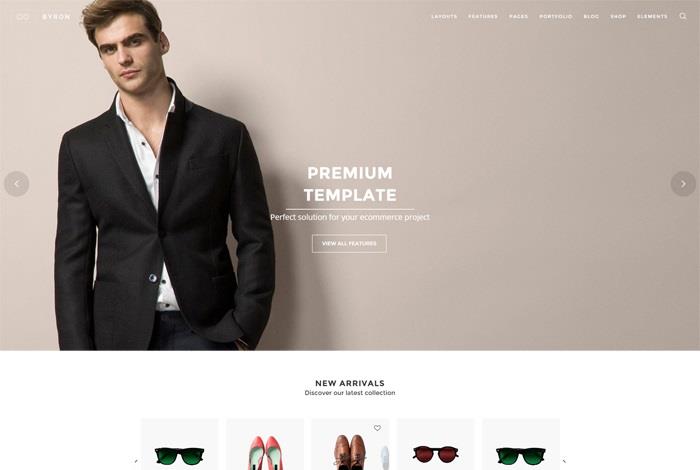 BYRON
LAYOUTS FEATURES PAGES PORTFOLIO BLOG SHOP ELEMENTS
PREMIUM
TEMPLATE
Perfect solution for your ecommerce project
VIEW ALL FEATURES
NEW ARRIVALS
Discover our latest collection